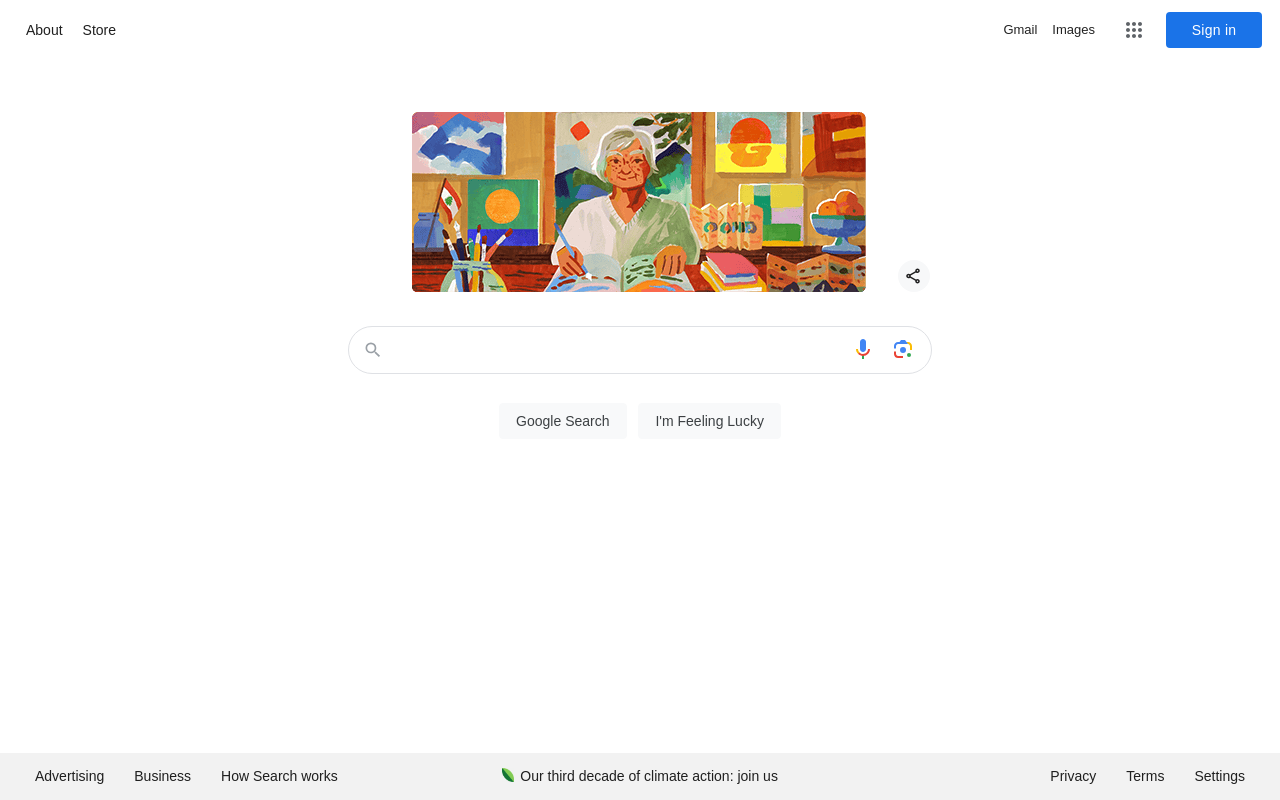 About Store
Gmail Images Sign in
Google Search I'm Feeling Lucky
Advertising Business How Search works
Our third decade of climate action: join us
Privacy Terms Settings